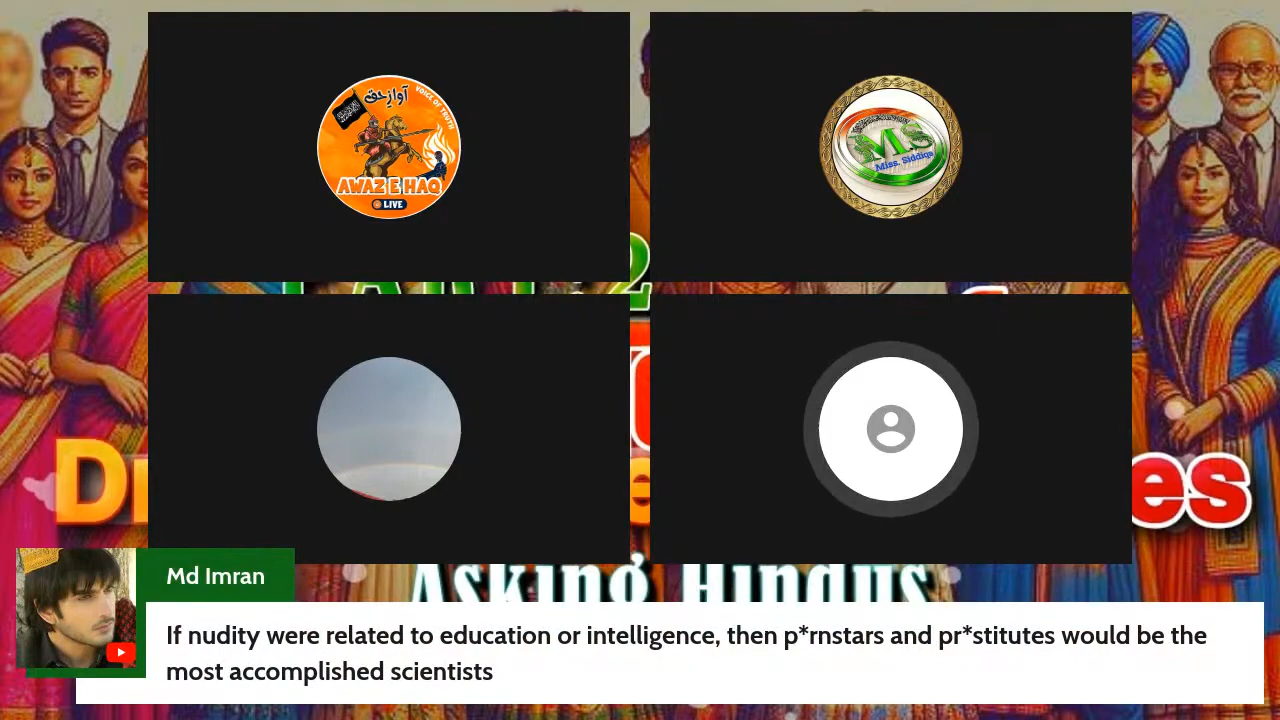 آوازِحق
VOICE OF TRUTH
AWAZ E HAQ
LIVE
MS
Miss. Siddiqa
es
Asking Hindus
Md Imran
If nudity were related to education or intelligence, then p*rnstars and pr*stitutes would be the
most accomplished scientists